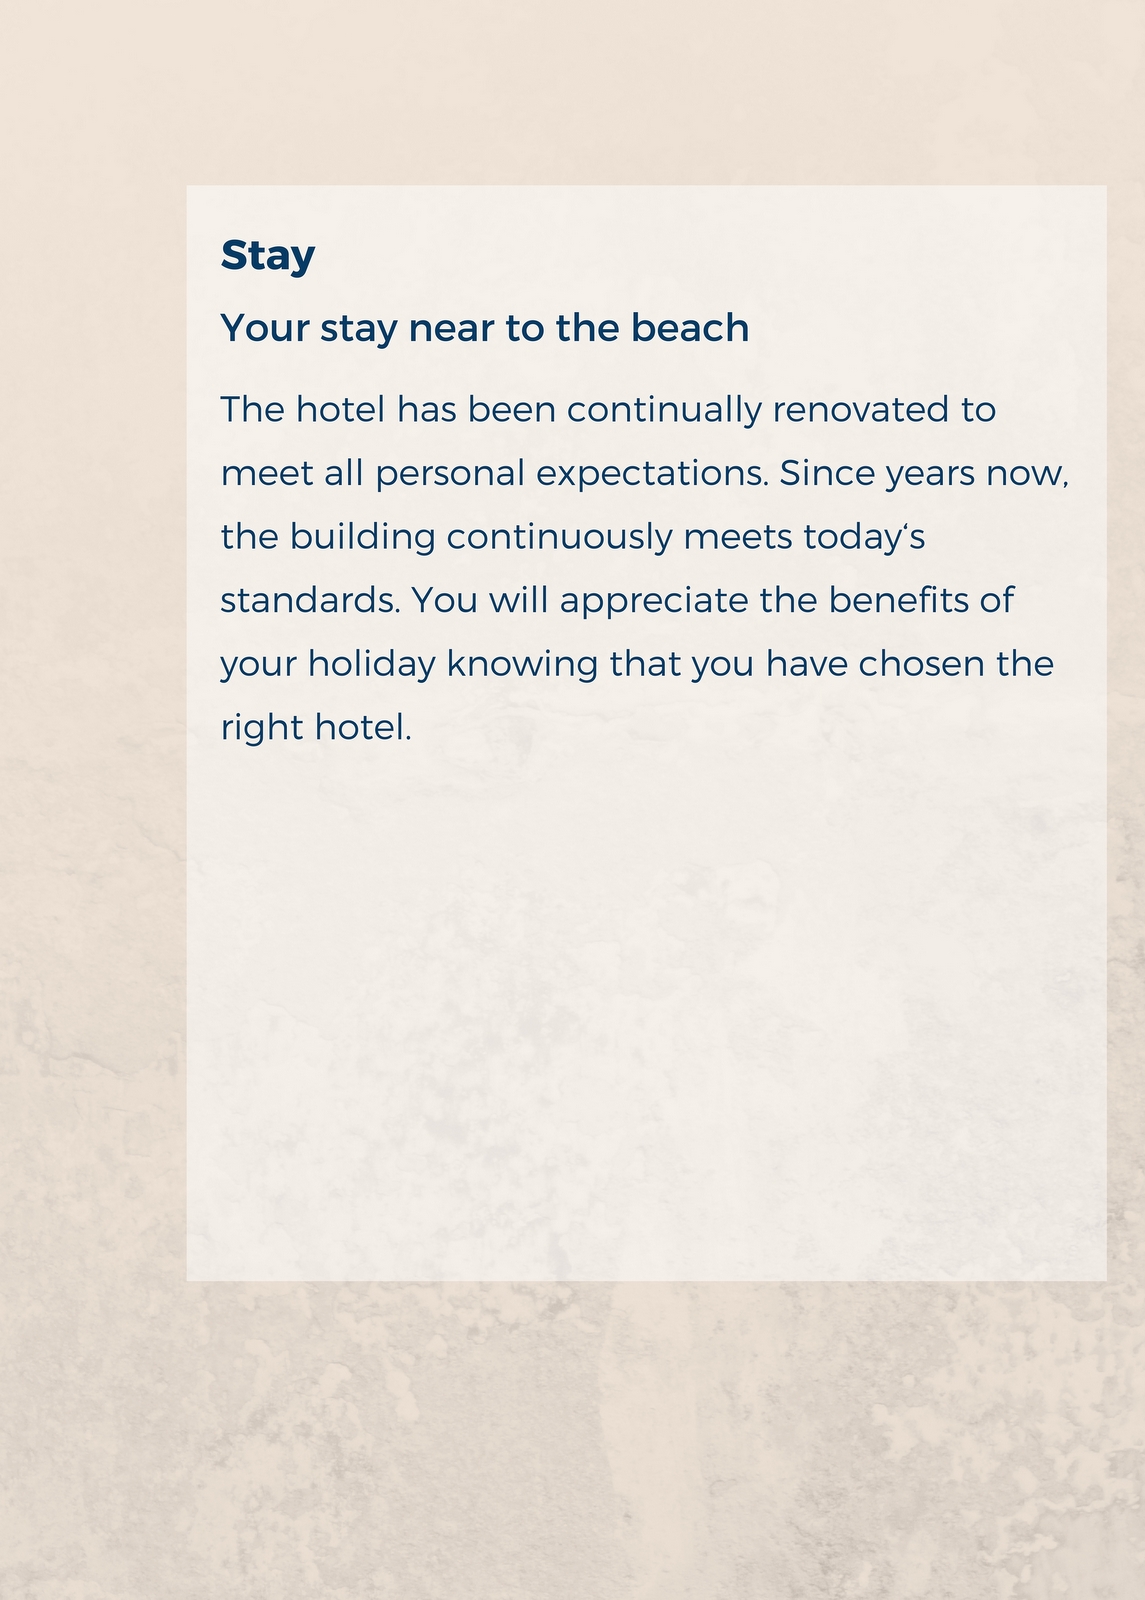 Stay
Your stay near to the beach
The hotel has been continually renovated to
meet all personal expectations. Since years now,
the building continuously meets today‘s
standards. You will appreciate the benefits of
your holiday knowing that you have chosen the
right hotel.